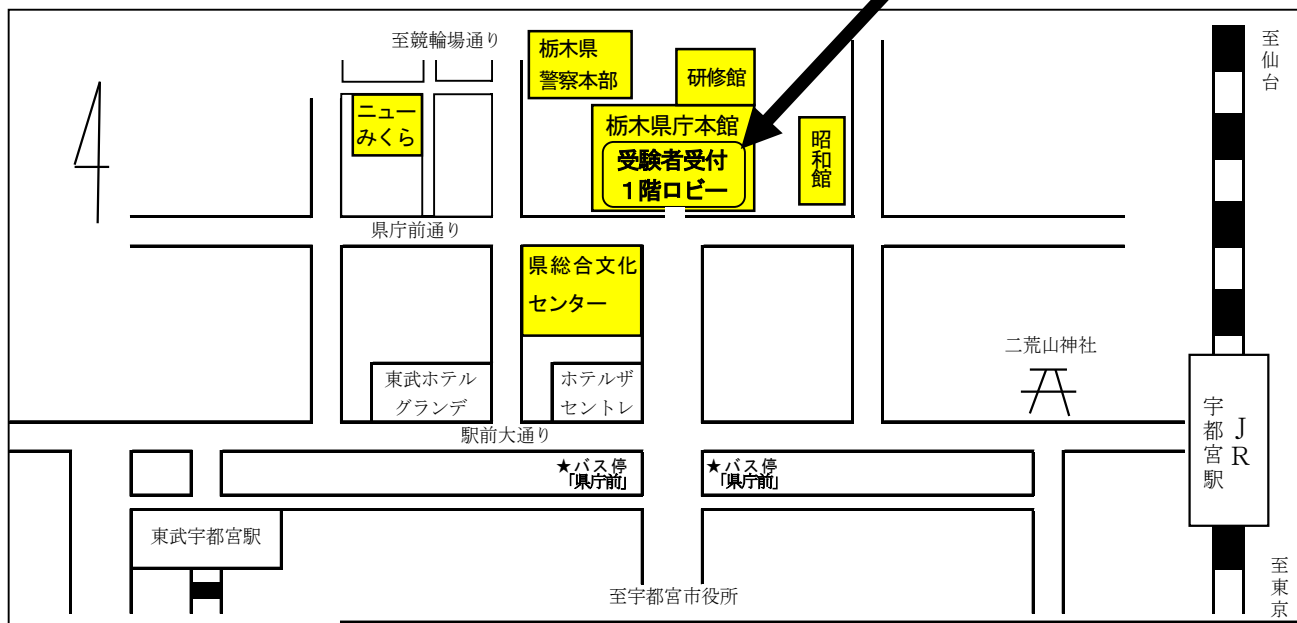 至競輪場通り
栃木県
警察本部
研修館
至仙台
ニュー
みくら
栃木県庁本館
受験者受付
１階ロビー
昭和館
県庁前通り
県総合文化
センター
二荒山神社
東武ホテル
グランデ
ホテルザ
セントレ
ＪＲ
宇都宮駅
駅前大通り
★バス停
「県庁前」
★バス停
「県庁前」
東武宇都宮駅
至宇都宮市役所
至東京